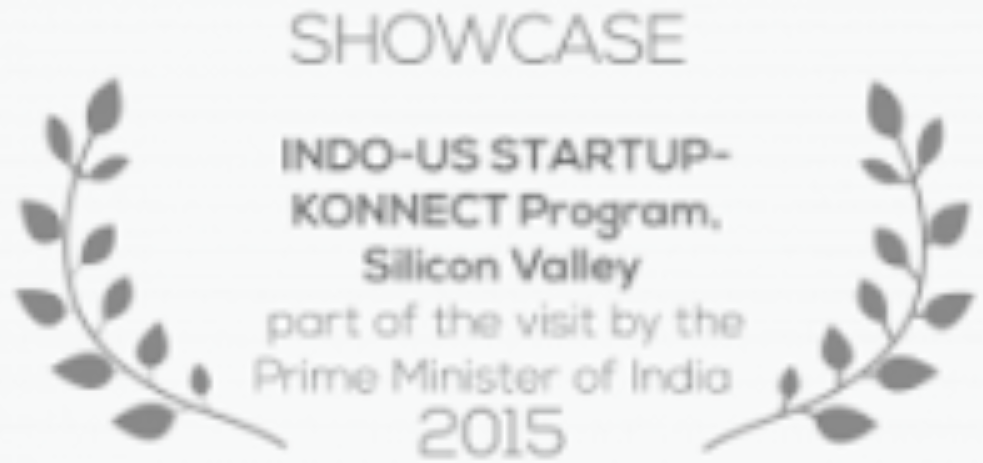 SHOWCASE
INDO-US STARTUP-
KONNECT Program,
Silicon Valley
part of the visit by the
Prime Minister of India
2015